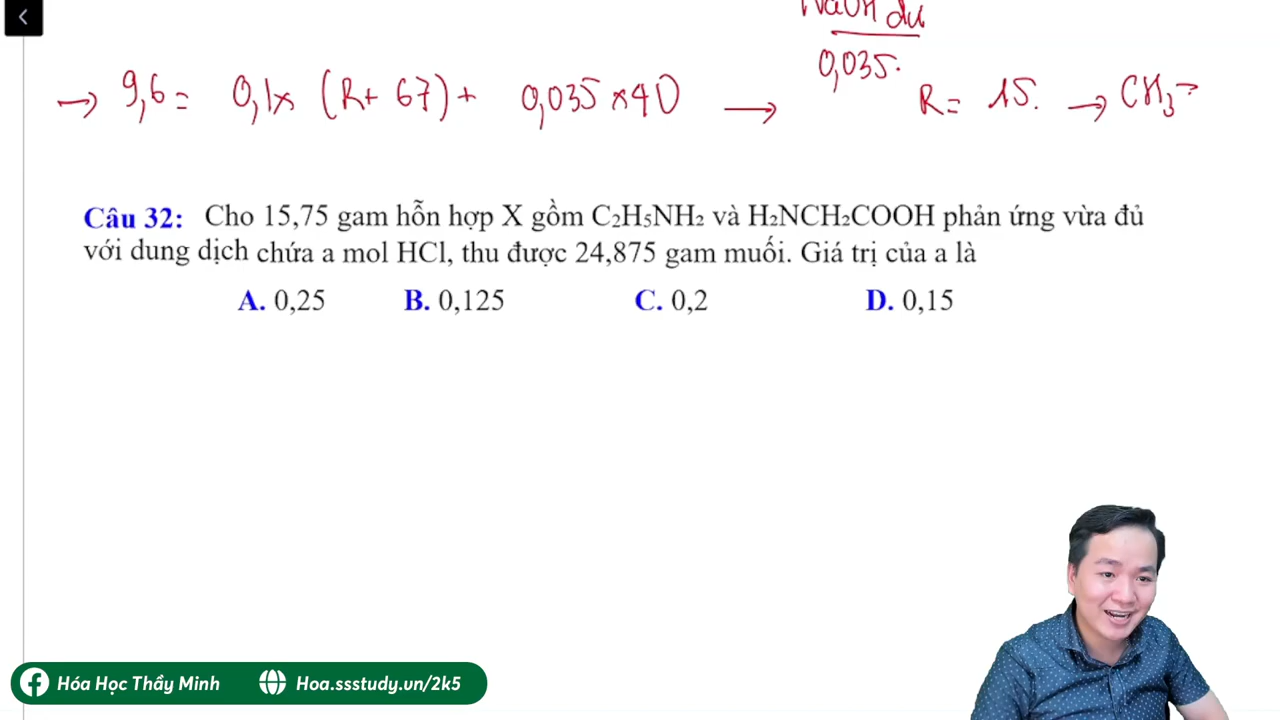 NaOH dư
0,035.
→ 9,6 = 0,1x (R+ 67) + 0,035 x40 → R = 15. → CH₃-
Câu 32: Cho 15,75 gam hỗn hợp X gồm C₂H₅NH₂ và H₂NCH₂COOH phản ứng vừa đủ
với dung dịch chứa a mol HCl, thu được 24,875 gam muối. Giá trị của a là
A. 0,25 B. 0,125 C. 0,2 D. 0,15
Hóa Học Thầy Minh Hoa.ssstudy.vn/2k5